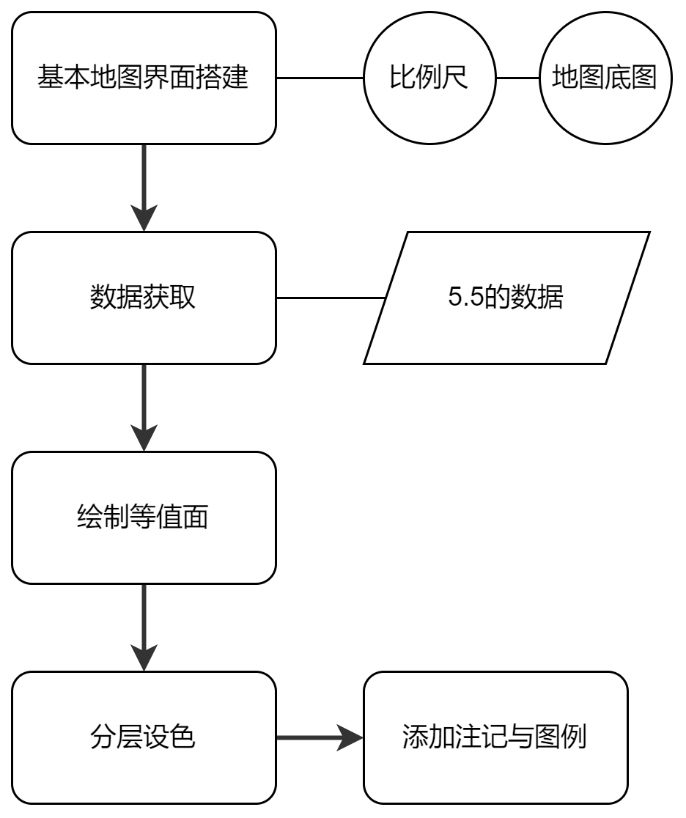 基本地图界面搭建
比例尺
地图底图
数据获取
5.5的数据
绘制等值面
分层设色
添加注记与图例